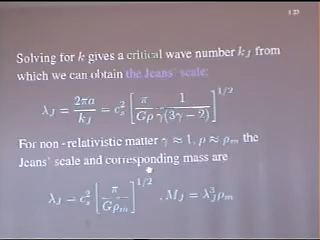 Solving for k gives a critical wave number k_J from
which we can obtain the Jeans' scale:
λ_J = 2πa / k_J = c_s^2 [ π / Gρ 1 / γ(3γ − 2) ]^{1/2}
For non-relativistic matter γ ≈ 1, ρ ≈ ρ_m the
Jeans' scale and corresponding mass are
λ_J = c_s^2 [ π / Gρ_m ]^{1/2} , M_J = λ_J^3 ρ_m